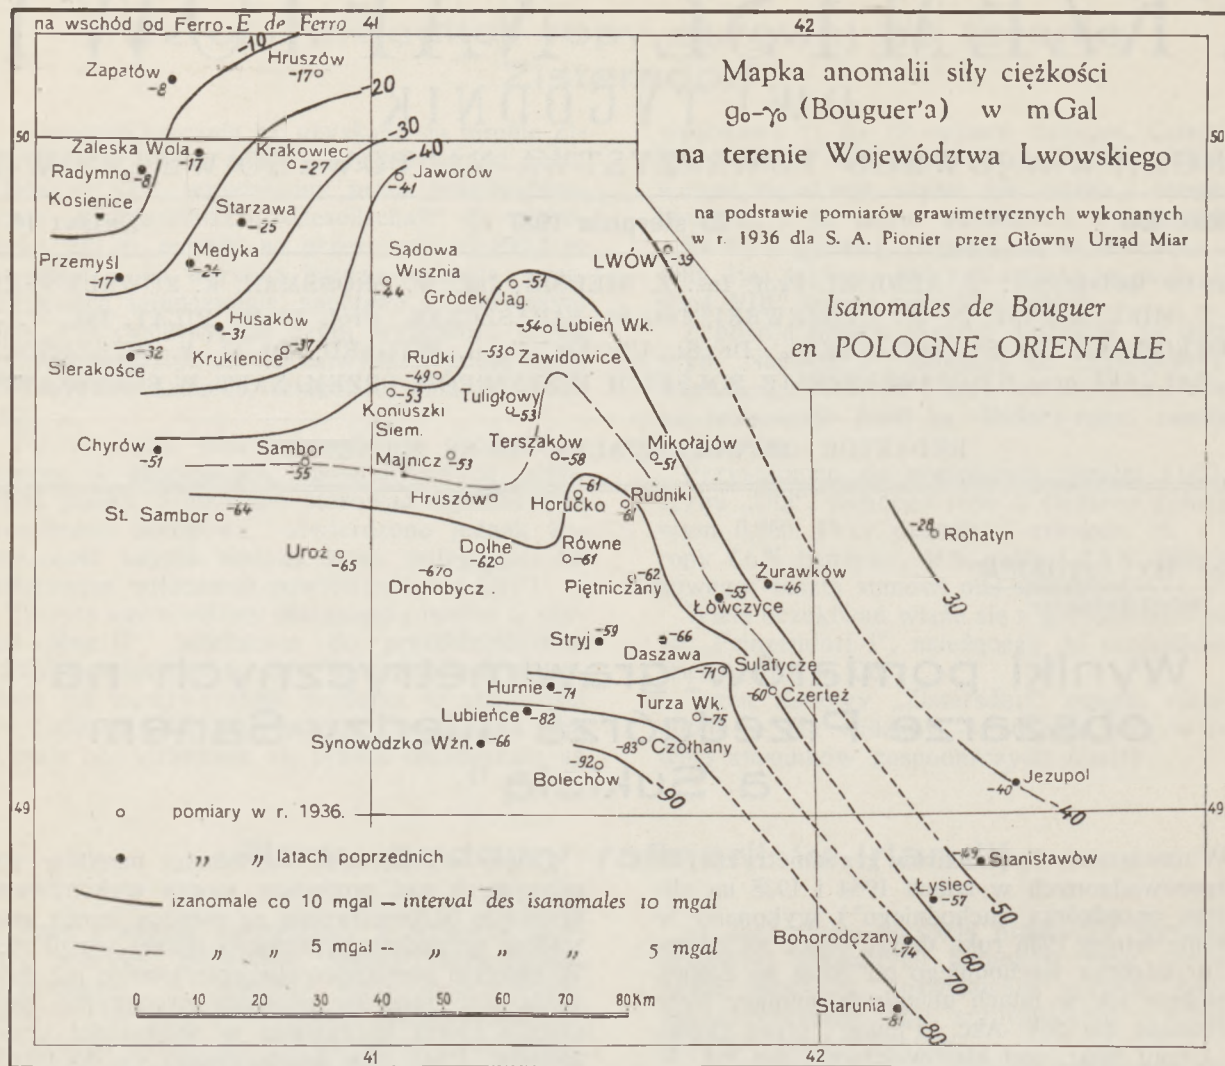 na wschód od Ferro-E de Ferro
41
42
-10
Zapatów
-8
Hruszów
-17
-20
Mapka anomalii siły ciężkości
g₀-γ₀ (Bouguer'a) w mGal
na terenie Województwa Lwowskiego
50
50
-30
Zaleska Wola
-17
Krakowiec
-27
-40
Radymno
-8
Jaworów
-41
Kosienice
Starzawa
-25
na podstawie pomiarów grawimetrycznych wykonanych
w r. 1936 dla S. A. Pionier przez Główny Urząd Miar
Sądowa
Wisznia
-44
LWÓW
-39
Przemyśl
-17
Medyka
-24
Gródek Jag.
-51
Isanomales de Bouguer
en POLOGNE ORIENTALE
Husaków
-31
-54 Lubień Wk.
Sierakośce
-32
Krukienice
-37
Rudki
-49
-53 Zawidowice
-53
Koniuszki
Siem.
Tuligłowy
-53
Chyrów
-51
Sambor
-55
Majnicz
-53
Terszaków
-58
Mikołajów
-51
Hruszów
Horucko
-61
Rudniki
-61
St. Sambor
-64
-28
Rohatyn
Uroż
-65
Dołhe
-62
Równe
-61
Drohobycz .
-67
Piętniczany
-62
Żurawków
-46
-55
Łówczyce
-30
Stryj
-59
-66
Daszawa
Sulatycze
-71
Hurnie
-71
Turza Wk.
-75
-60 Czertęż
Lubieńce
-82
Synowódzko Wżn.
-66
-83 Czołhany
-92
Bolechów
-90
Jezupol
-40
-40
49
49
pomiary w r. 1936.
„ „ latach poprzednich
Stanisławów
-49
Łysiec
-57
-50
izanomale co 10 mgal – interval des isanomales 10 mgal
Bohorodczany
-74
-60
„ „ 5 mgal -- „ „ „ 5 mgal
-70
0 10 20 30 40 50 60 70 80 Km
Starunia
-81
-80
41
42